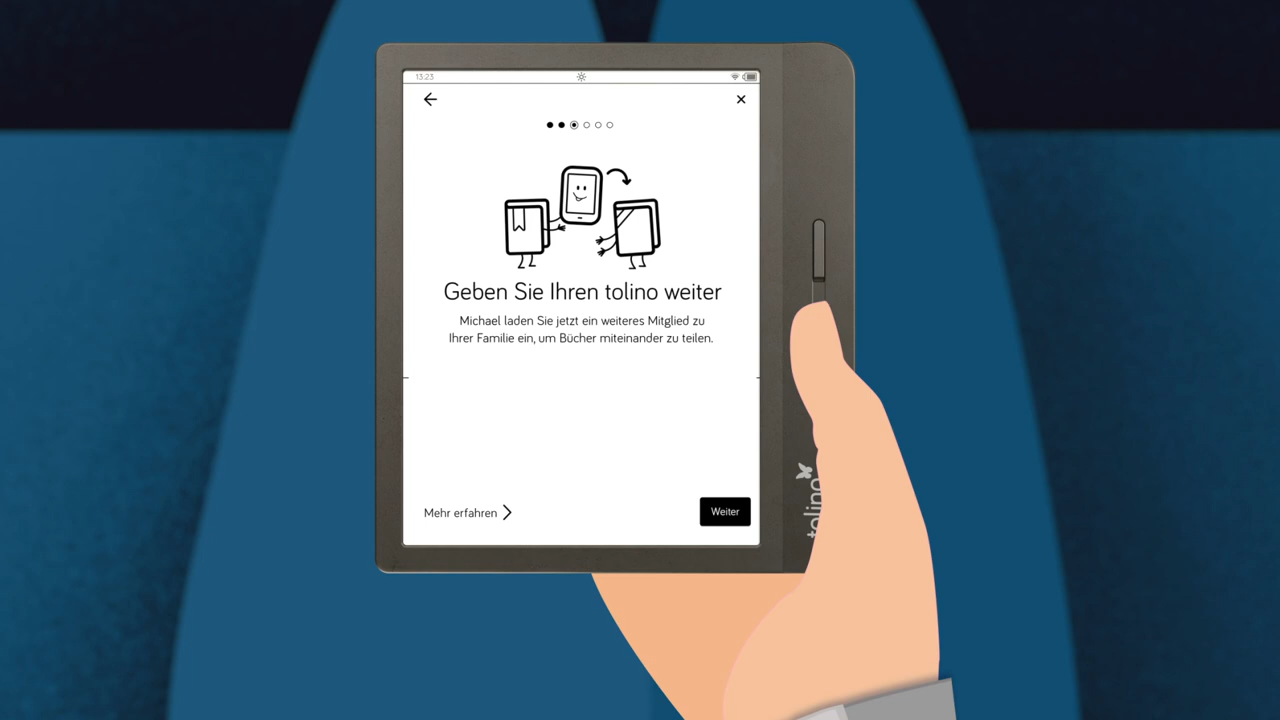 13:23
Geben Sie Ihren tolino weiter
Michael laden Sie jetzt ein weiteres Mitglied zu
Ihrer Familie ein, um Bücher miteinander zu teilen.
Mehr erfahren
Weiter
tolino